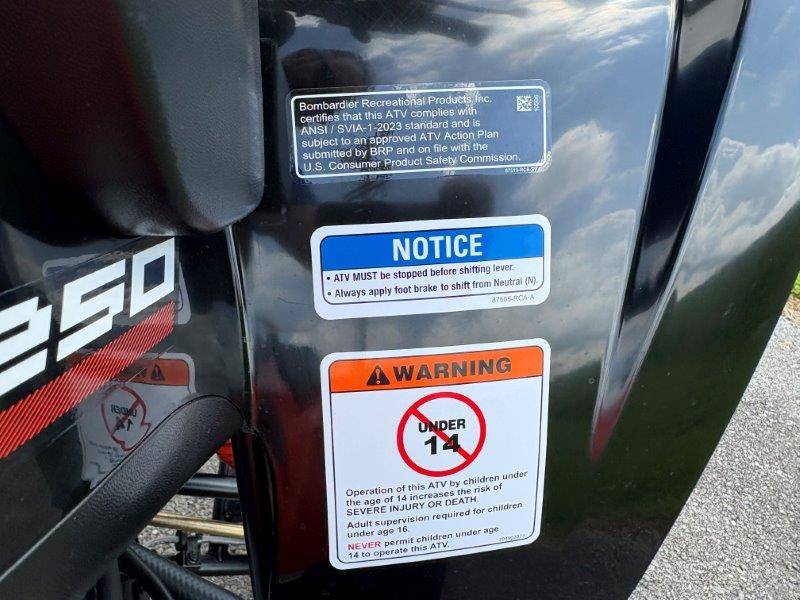 Bombardier Recreational Products Inc.
certifies that this ATV complies with
ANSI / SVIA-1-2023 standard and is
subject to an approved ATV Action Plan
submitted by BRP and on file with the
U.S. Consumer Product Safety Commission.
NOTICE
• ATV MUST be stopped before shifting lever.
• Always apply foot brake to shift from Neutral (N).
87505-RCA-A
250
WARNING
UNDER
14
Operation of this ATV by children under
the age of 14 increases the risk of
SEVERE INJURY OR DEATH.
Adult supervision required for children
under age 16.
NEVER permit children under age
14 to operate this ATV.